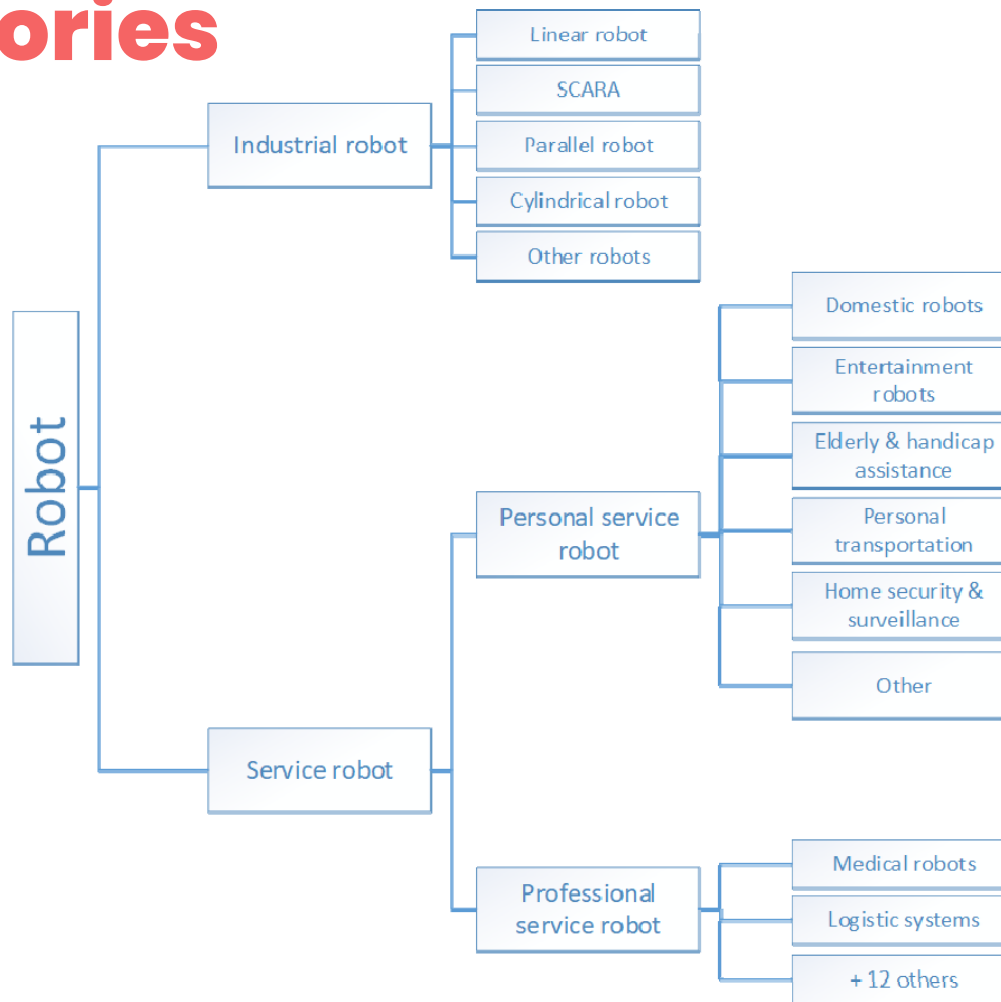 ories
Linear robot
SCARA
Industrial robot
Parallel robot
Cylindrical robot
Other robots
Domestic robots
Entertainment
robots
Elderly & handicap
assistance
Robot
Personal service
robot
Personal
transportation
Home security &
surveillance
Other
Service robot
Medical robots
Professional
service robot
Logistic systems
+ 12 others